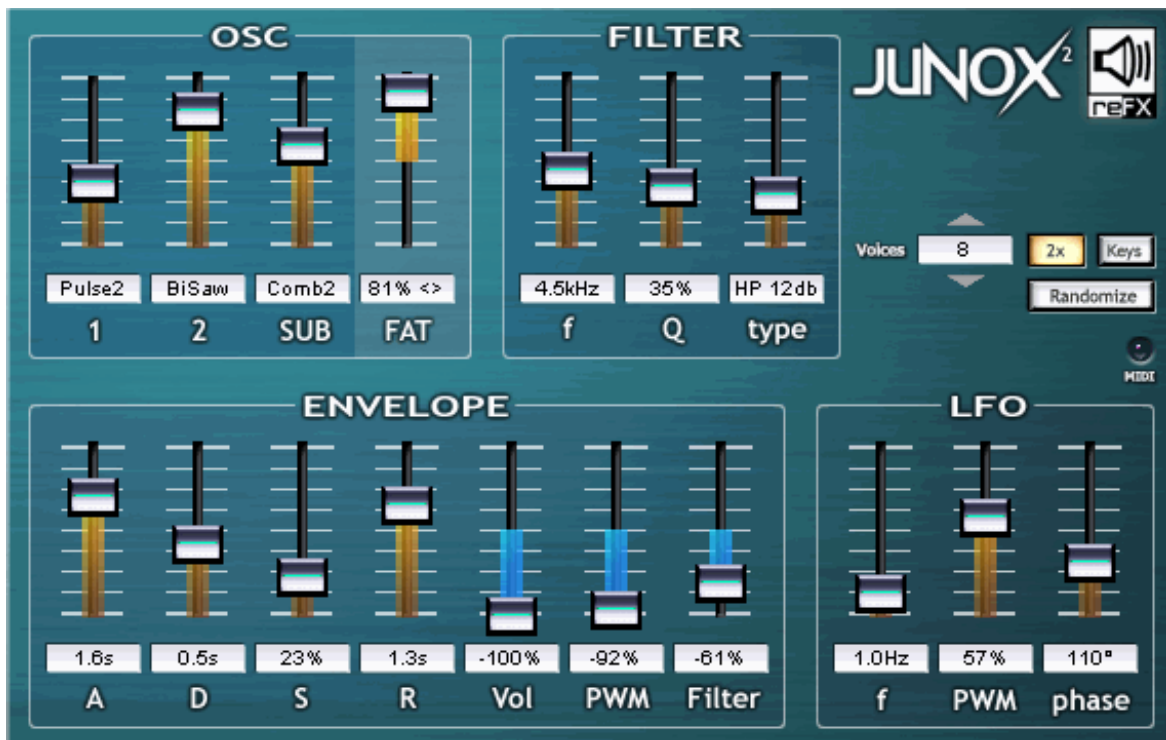 OSC
FILTER
JUNOX2
reFX
Voices 8 2x Keys
Pulse2 BiSaw Comb2 81% <> 4.5kHz 35% HP 12db
Randomize
1 2 SUB FAT f Q type
MIDI
ENVELOPE
LFO
1.6s 0.5s 23% 1.3s -100% -92% -61% 1.0Hz 57% 110°
A D S R Vol PWM Filter f PWM phase